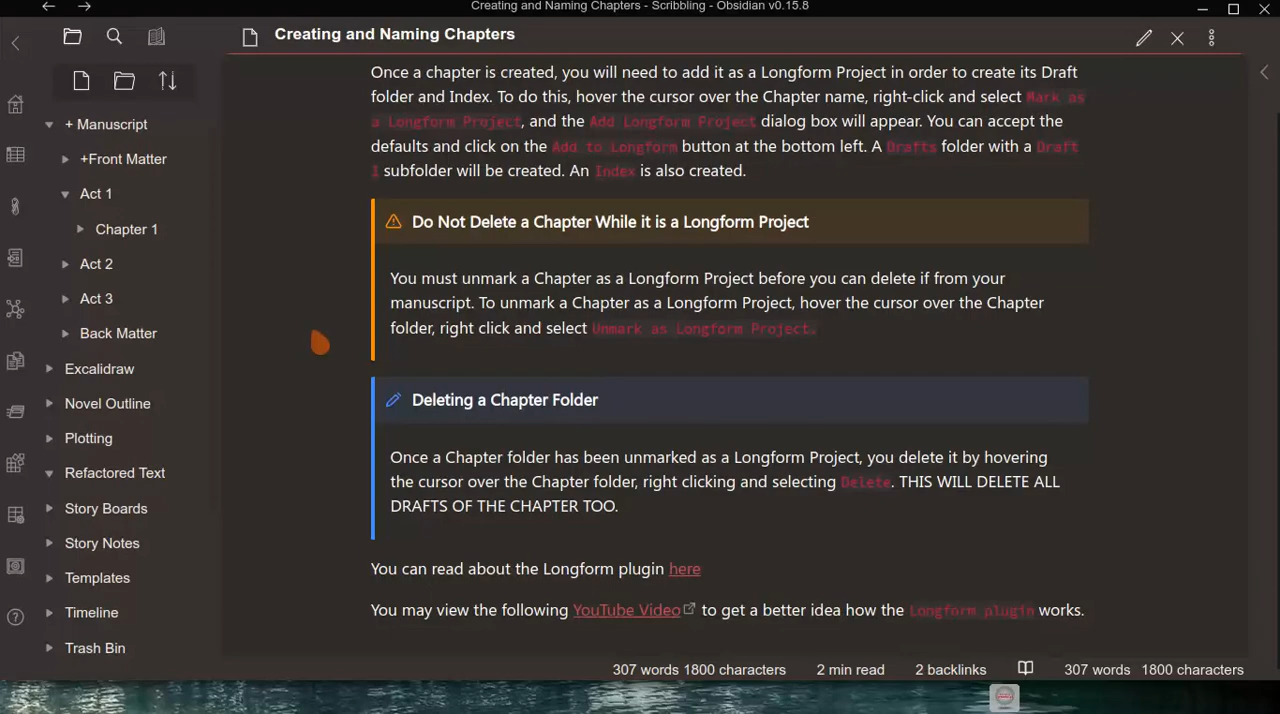 Creating and Naming Chapters - Scribbling - Obsidian v0.15.8
Creating and Naming Chapters
+ Manuscript
+Front Matter
Act 1
Chapter 1
Act 2
Act 3
Back Matter
Excalidraw
Novel Outline
Plotting
Refactored Text
Story Boards
Story Notes
Templates
Timeline
Trash Bin
Once a chapter is created, you will need to add it as a Longform Project in order to create its Draft
folder and Index. To do this, hover the cursor over the Chapter name, right-click and select Mark as
a Longform Project, and the Add Longform Project dialog box will appear. You can accept the
defaults and click on the Add to Longform button at the bottom left. A Drafts folder with a Draft
1 subfolder will be created. An Index is also created.
Do Not Delete a Chapter While it is a Longform Project
You must unmark a Chapter as a Longform Project before you can delete if from your
manuscript. To unmark a Chapter as a Longform Project, hover the cursor over the Chapter
folder, right click and select Unmark as Longform Project.
Deleting a Chapter Folder
Once a Chapter folder has been unmarked as a Longform Project, you delete it by hovering
the cursor over the Chapter folder, right clicking and selecting Delete. THIS WILL DELETE ALL
DRAFTS OF THE CHAPTER TOO.
You can read about the Longform plugin here
You may view the following YouTube Video to get a better idea how the Longform plugin works.
307 words 1800 characters 2 min read 2 backlinks 307 words 1800 characters